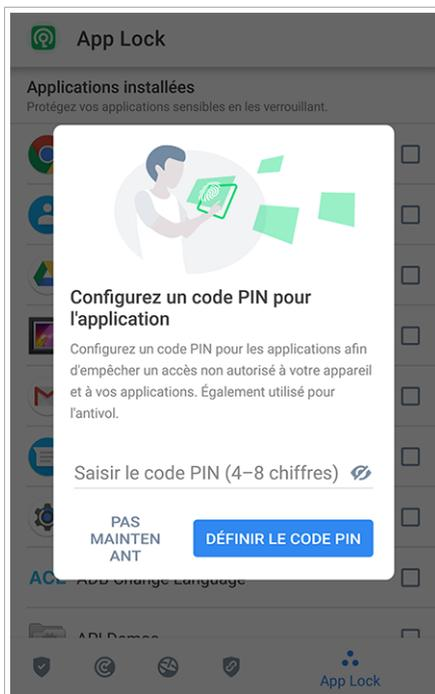 App Lock
Applications installées
Protégez vos applications sensibles en les verrouillant.
Configurez un code PIN pour
l'application
Configurez un code PIN pour les applications afin
d'empêcher un accès non autorisé à votre appareil
et à vos applications. Également utilisé pour
l'antivol.
Saisir le code PIN (4–8 chiffres)
PAS
MAINTEN
ANT
DÉFINIR LE CODE PIN
ADB Change Language
API Demos
App Lock